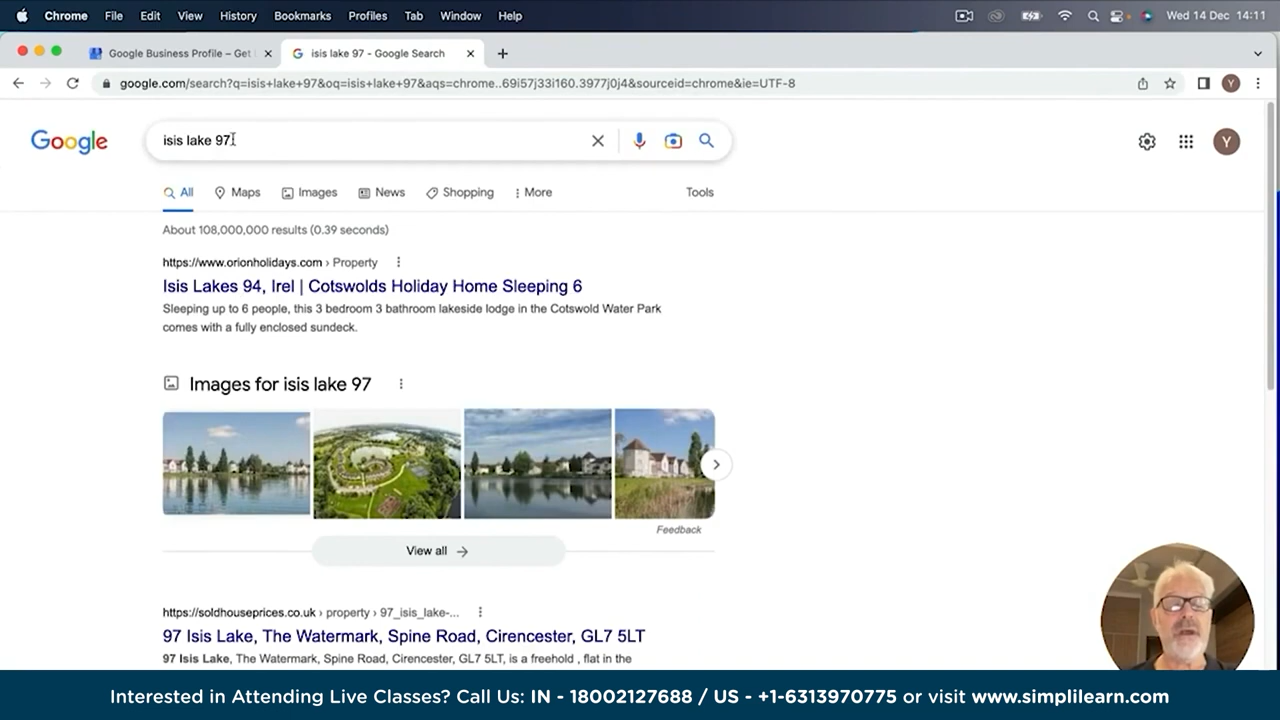 Chrome File Edit View History Bookmarks Profiles Tab Window Help Wed 14 Dec 14:11
Google Business Profile – Get isis lake 97 - Google Search
google.com/search?q=isis+lake+97&oq=isis+lake+97&aqs=chrome..69i57j33i160.3977j0j4&sourceid=chrome&ie=UTF-8 Y
Google isis lake 97 Y
All Maps Images News Shopping More Tools
About 108,000,000 results (0.39 seconds)
https://www.orionholidays.com › Property
Isis Lakes 94, Irel | Cotswolds Holiday Home Sleeping 6
Sleeping up to 6 people, this 3 bedroom 3 bathroom lakeside lodge in the Cotswold Water Park
comes with a fully enclosed sundeck.
Images for isis lake 97
Feedback
View all
https://soldhouseprices.co.uk › property › 97_isis_lake-...
97 Isis Lake, The Watermark, Spine Road, Cirencester, GL7 5LT
97 Isis Lake, The Watermark, Spine Road, Cirencester, GL7 5LT, is a freehold , flat in the
Interested in Attending Live Classes? Call Us: IN - 18002127688 / US - +1-6313970775 or visit www.simplilearn.com